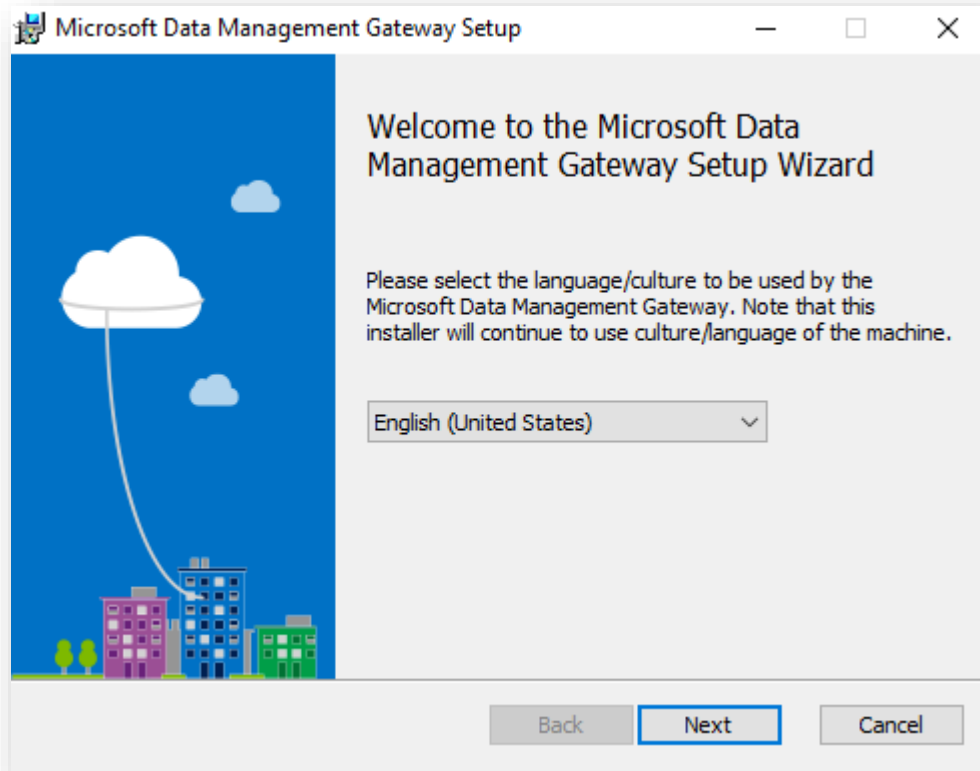 Microsoft Data Management Gateway Setup
Welcome to the Microsoft Data
Management Gateway Setup Wizard
Please select the language/culture to be used by the
Microsoft Data Management Gateway. Note that this
installer will continue to use culture/language of the machine.
English (United States)
Back Next Cancel